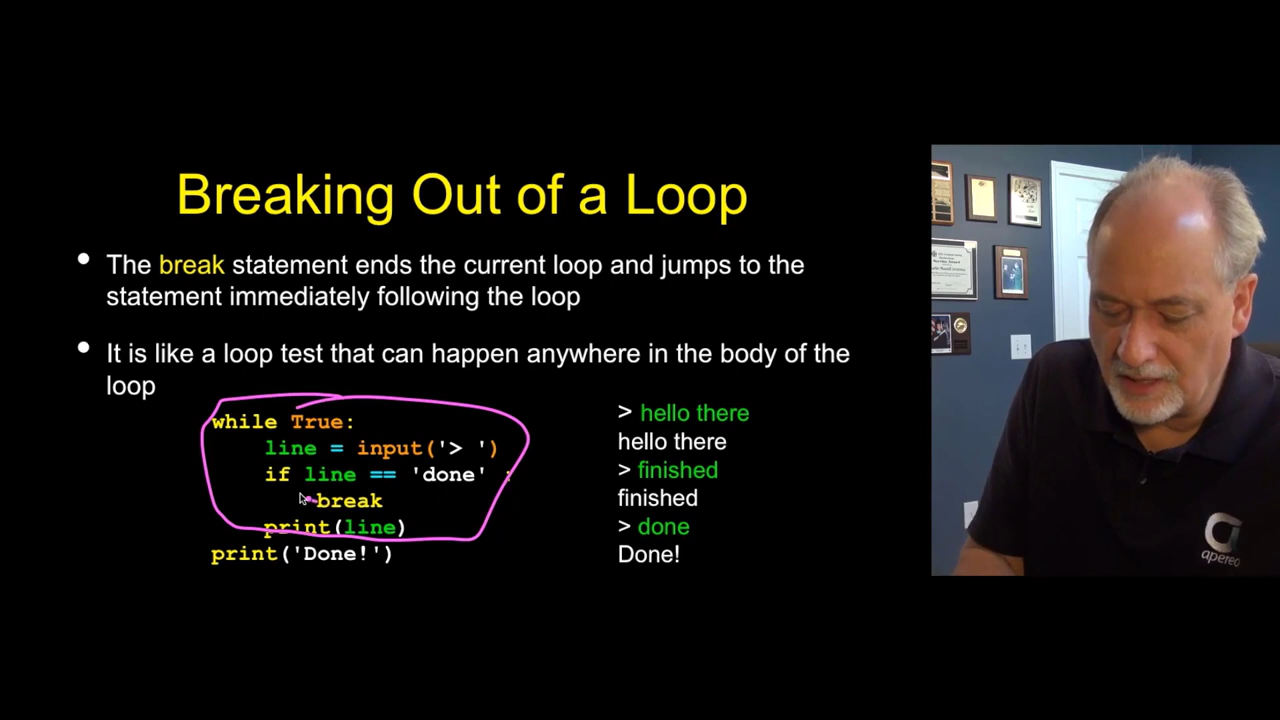 Breaking Out of a Loop
• The break statement ends the current loop and jumps to the
statement immediately following the loop
• It is like a loop test that can happen anywhere in the body of the
loop
while True:
    line = input('> ')
    if line == 'done' :
        break
    print(line)
print('Done!')
> hello there
hello there
> finished
finished
> done
Done!
apereo